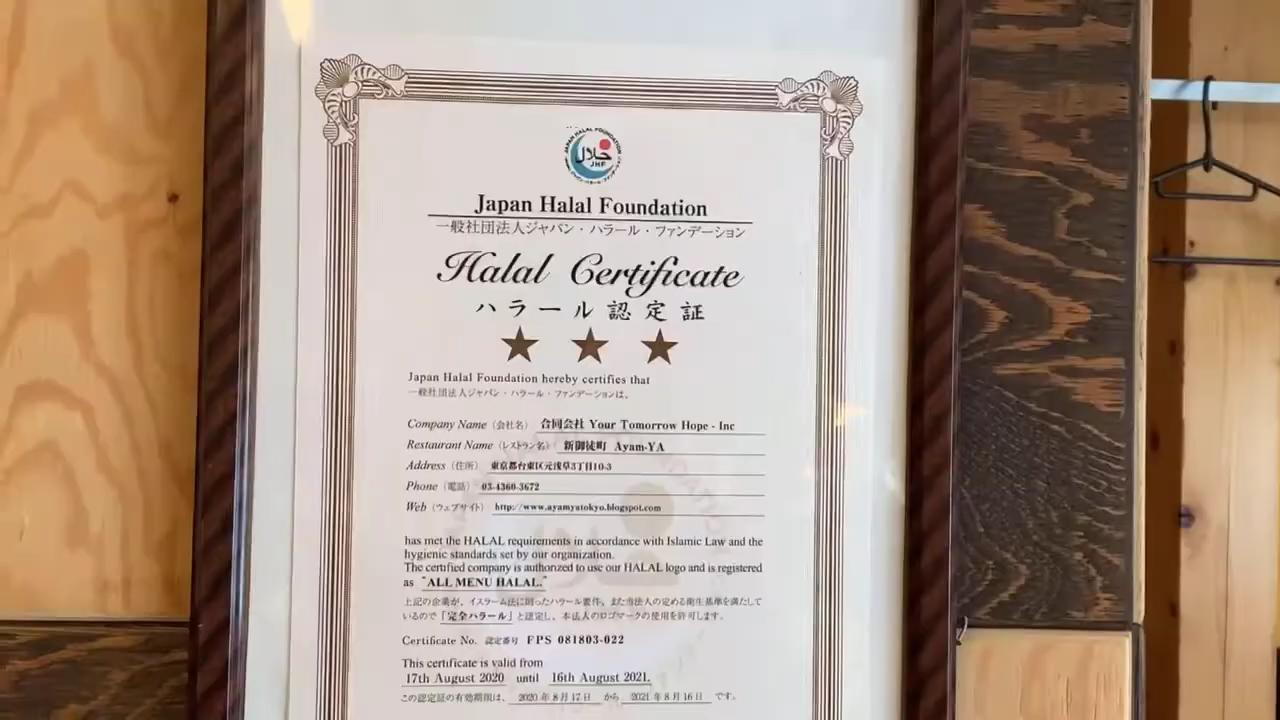 JAPAN HALAL FOUNDATION
حلال
JHF
Japan Halal Foundation
一般社団法人ジャパン・ハラール・ファンデーション
Halal Certificate
ハラール認定証
Japan Halal Foundation hereby certifies that
一般社団法人ジャパン・ハラール・ファンデーションは、
Company Name（会社名） 合同会社 Your Tomorrow Hope - Inc
Restaurant Name（レストラン名） 新御徒町 Ayam-YA
Address（住所） 東京都台東区元浅草3丁目10-3
Phone（電話） 03-4360-3672
Web（ウェブサイト） http://www.ayamyatokyo.blogspot.com
has met the HALAL requirements in accordance with Islamic Law and the
hygienic standards set by our organization.
The certified company is authorized to use our HALAL logo and is registered
as "ALL MENU HALAL."
上記の企業が、イスラーム法に則ったハラール要件、また当法人の定める衛生基準を満たして
いるので「完全ハラール」と認定し、本法人のロゴマークの使用を許可します。
Certificate No. 認定番号 FPS 081803-022
This certificate is valid from
17th August 2020 until 16th August 2021.
この認定証の有効期限は、2020年8月17日 から 2021年8月16日 です。